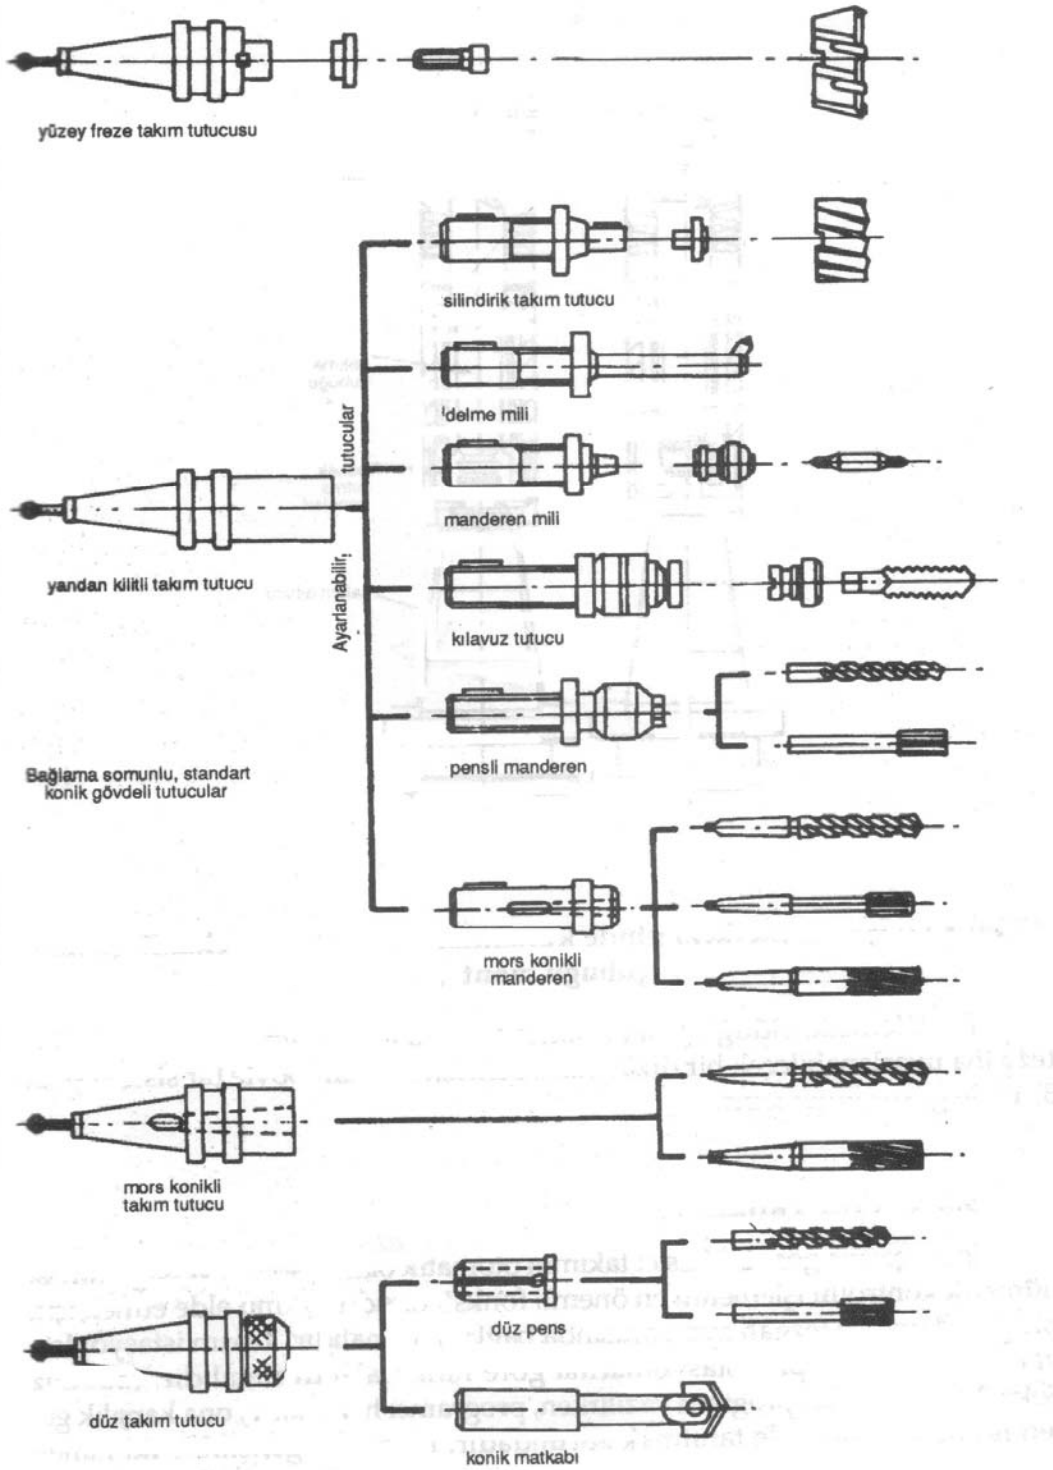 yüzey freze takım tutucusu
silindirik takım tutucu
delme mili
manderen mili
yandan kilitli takım tutucu
Ayarlanabilir,
tutucular
kılavuz tutucu
pensli manderen
Bağlama somunlu, standart
konik gövdeli tutucular
mors konikli
manderen
mors konikli
takım tutucu
düz pens
düz takım tutucu
konik matkabı